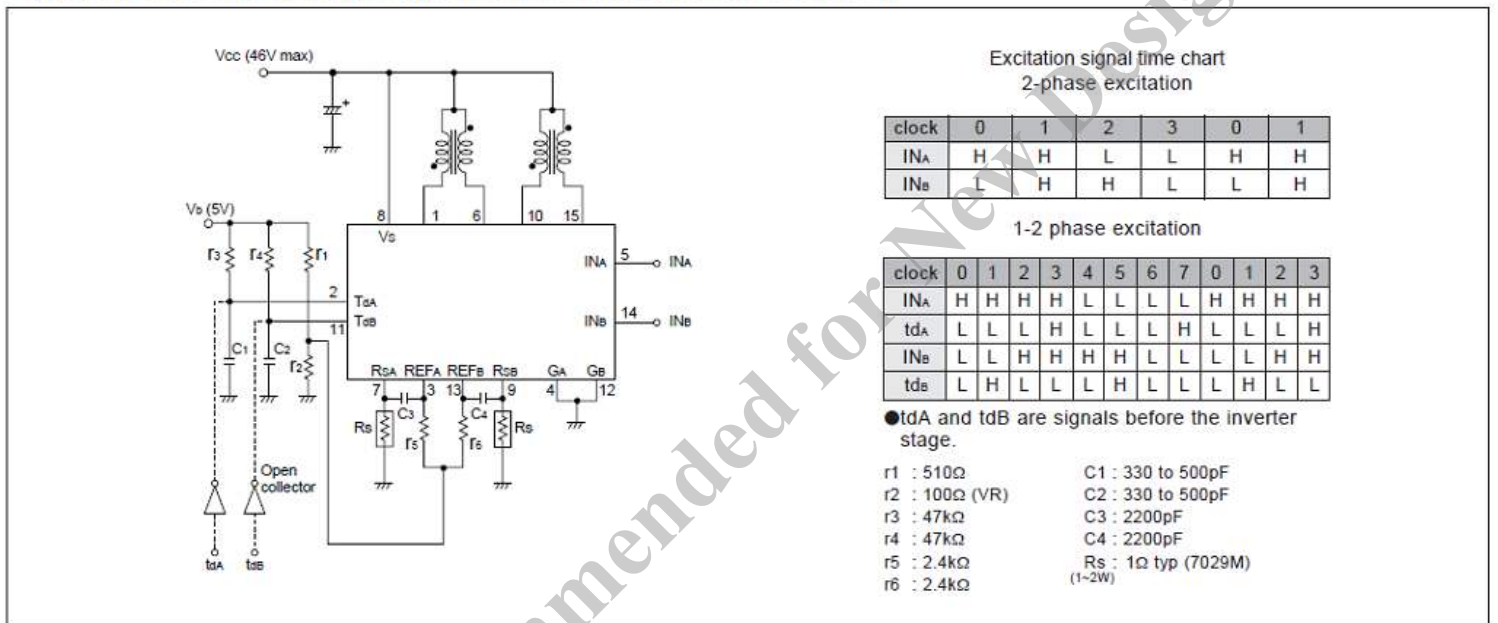 Vcc (46V max)
+
Vb (5V)
r3 r4 r1
8 1 6 10 15
Vs
INA 5 INA
2 TdA
11 TdB
INB 14 INB
C1 C2 r2
RSA REFA REFB RSB GA GB
7 3 13 9 4 12
C3 C4
Rs r5 r6 Rs
Open
collector
tdA tdB
Excitation signal time chart
2-phase excitation
clock 0 1 2 3 0 1
INA H H L L H H
INB L H H L L H
1-2 phase excitation
clock 0 1 2 3 4 5 6 7 0 1 2 3
INA H H H H L L L L H H H H
tdA L L L H L L L H L L L H
INB L L H H H H L L L L H H
tdB L H L L L H L L L H L L
●tdA and tdB are signals before the inverter
stage.
r1 : 510Ω C1 : 330 to 500pF
r2 : 100Ω (VR) C2 : 330 to 500pF
r3 : 47kΩ C3 : 2200pF
r4 : 47kΩ C4 : 2200pF
r5 : 2.4kΩ Rs : 1Ω typ (7029M)
r6 : 2.4kΩ (1~2W)
mended for New Desig